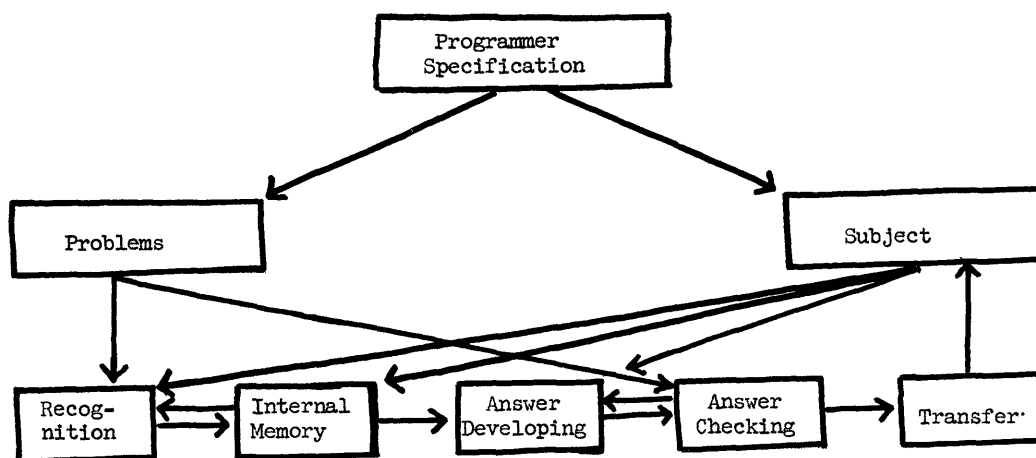 Programmer
Specification
Problems
Subject
Recog-
nition
Internal
Memory
Answer
Developing
Answer
Checking
Transfer